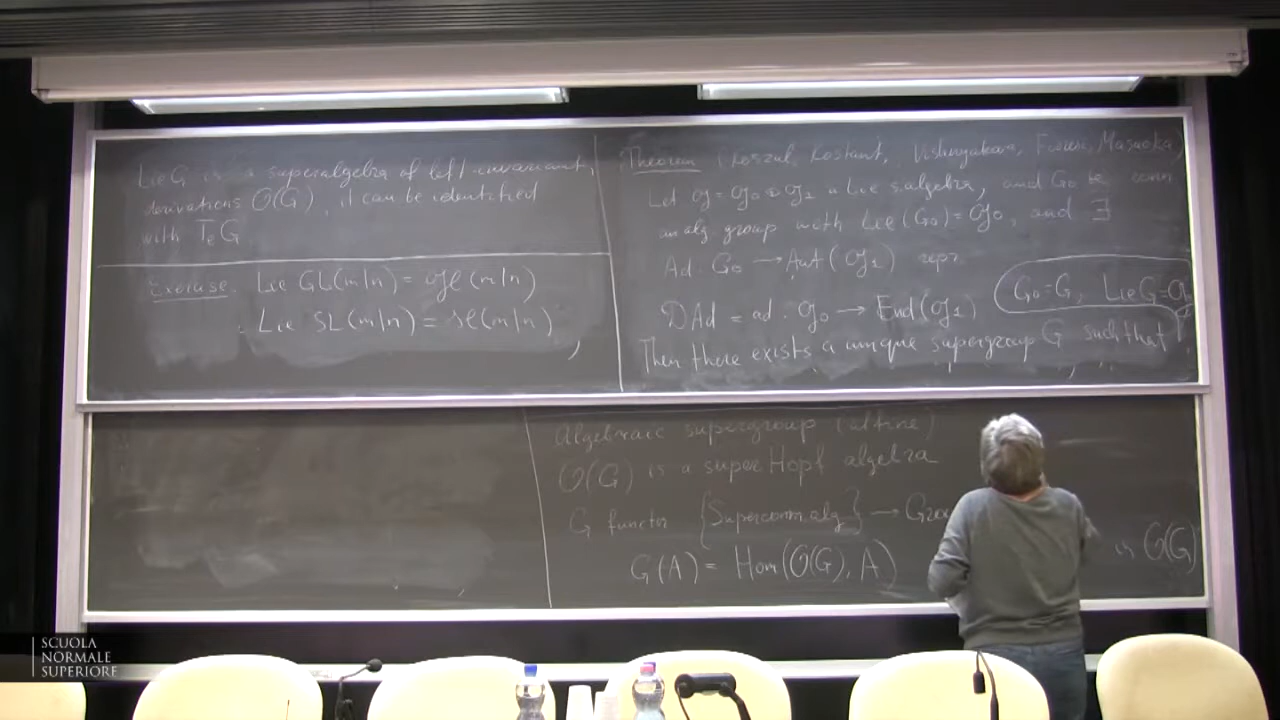 Lie G is a superalgebra of left invariant
derivations O(G), it can be identified
with TₑG
Exercise. Lie GL(m|n) = gl(m|n)
Lie SL(m|n) = sl(m|n)
Theorem (Koszul, Kostant, Vishnyakova, Fioresi, Masuoka)
Let g = g₀ ⊕ g₁ a Lie s.algebra, and G₀ be conn
an alg. group with Lie(G₀) = g₀, and ∃
Ad: G₀ → Aut(g₁) repr.
DAd = ad: g₀ → End(g₁)
G₀ = G, Lie G = g
Then there exists a unique supergroup G such that
Algebraic supergroup (affine)
O(G) is a super Hopf algebra
G functor {Supercomm.alg} →
G(A) = Hom(O(G), A)
in O(G)
SCUOLA
NORMALE
SUPERIORE